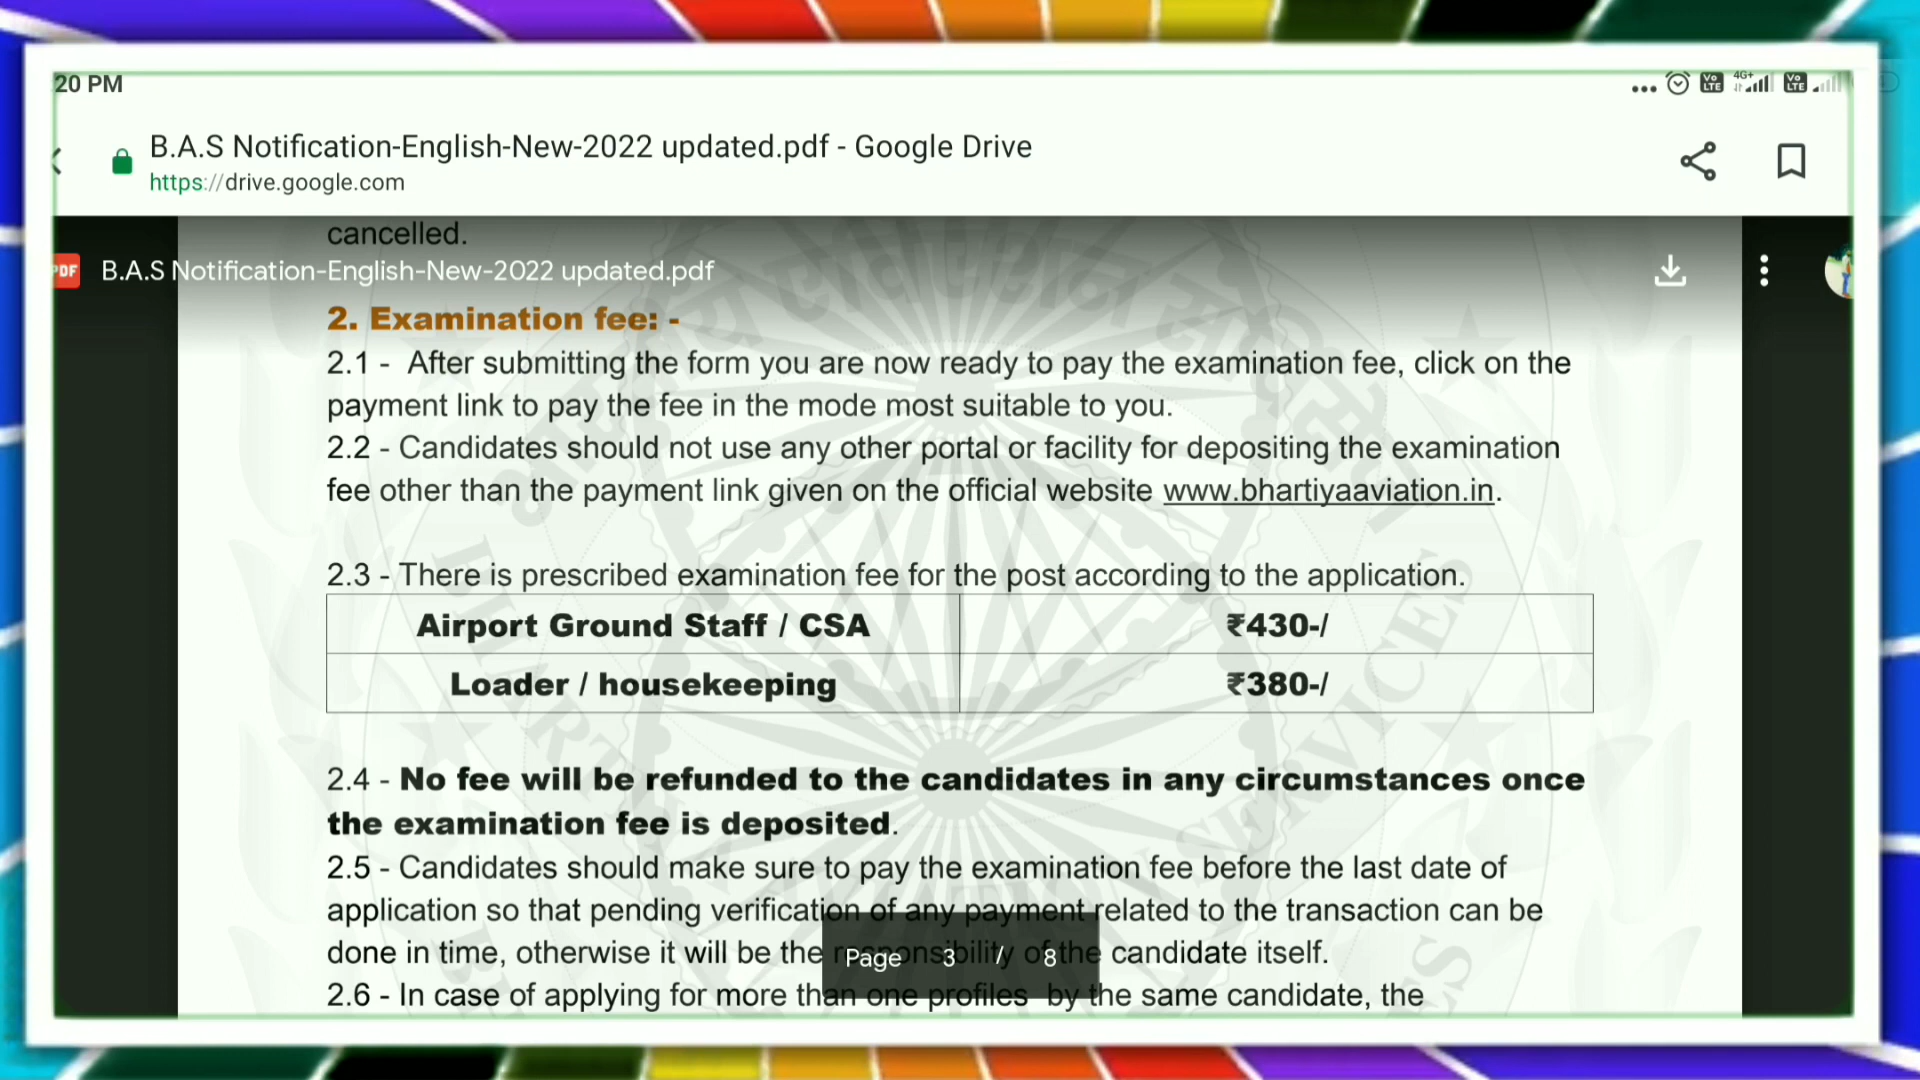 20 PM
4G+
Vo LTE
Vo LTE
B.A.S Notification-English-New-2022 updated.pdf - Google Drive
https://drive.google.com
cancelled.
PDF B.A.S Notification-English-New-2022 updated.pdf
2. Examination fee: -
2.1 - After submitting the form you are now ready to pay the examination fee, click on the
payment link to pay the fee in the mode most suitable to you.
2.2 - Candidates should not use any other portal or facility for depositing the examination
fee other than the payment link given on the official website www.bhartiyaaviation.in.
2.3 - There is prescribed examination fee for the post according to the application.
Airport Ground Staff / CSA ₹430-/
Loader / housekeeping ₹380-/
2.4 - No fee will be refunded to the candidates in any circumstances once
the examination fee is deposited.
2.5 - Candidates should make sure to pay the examination fee before the last date of
application so that pending verification of any payment related to the transaction can be
done in time, otherwise it will be the responsibility of the candidate itself.
Page 3 / 8
2.6 - In case of applying for more than one profiles by the same candidate, the